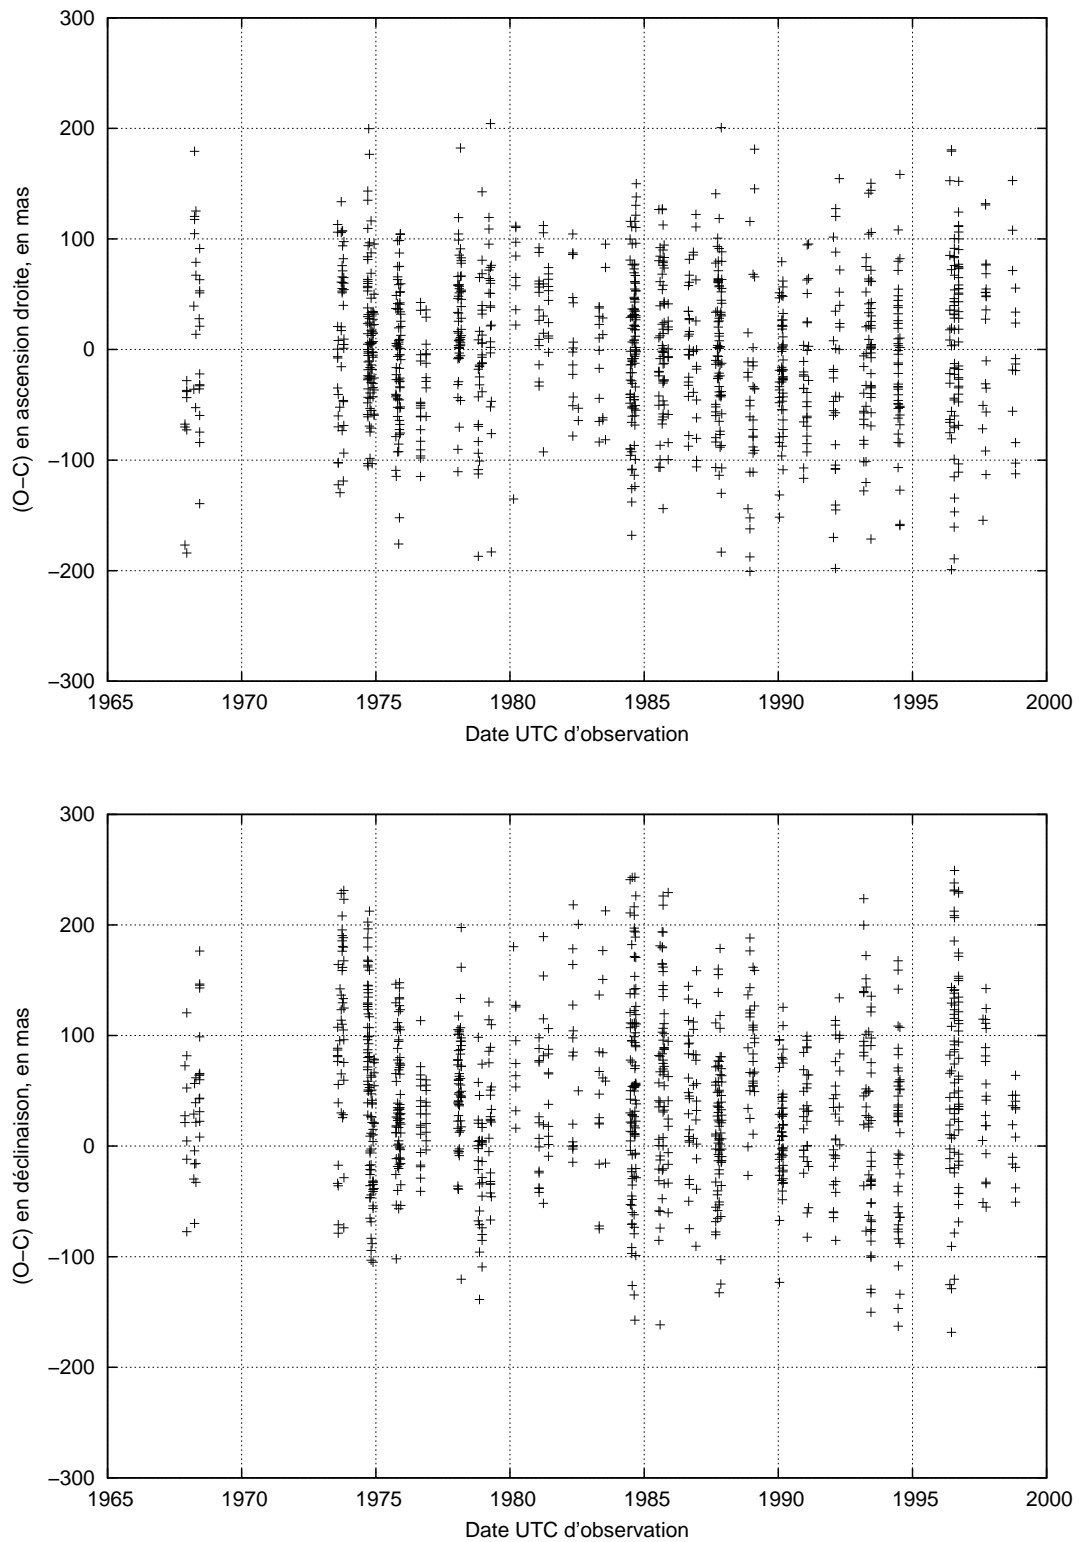 300
200
100
0
−100
−200
−300
(O−C) en ascension droite, en mas
1965 1970 1975 1980 1985 1990 1995 2000
Date UTC d'observation
300
200
100
0
−100
−200
−300
(O−C) en déclinaison, en mas
1965 1970 1975 1980 1985 1990 1995 2000
Date UTC d'observation